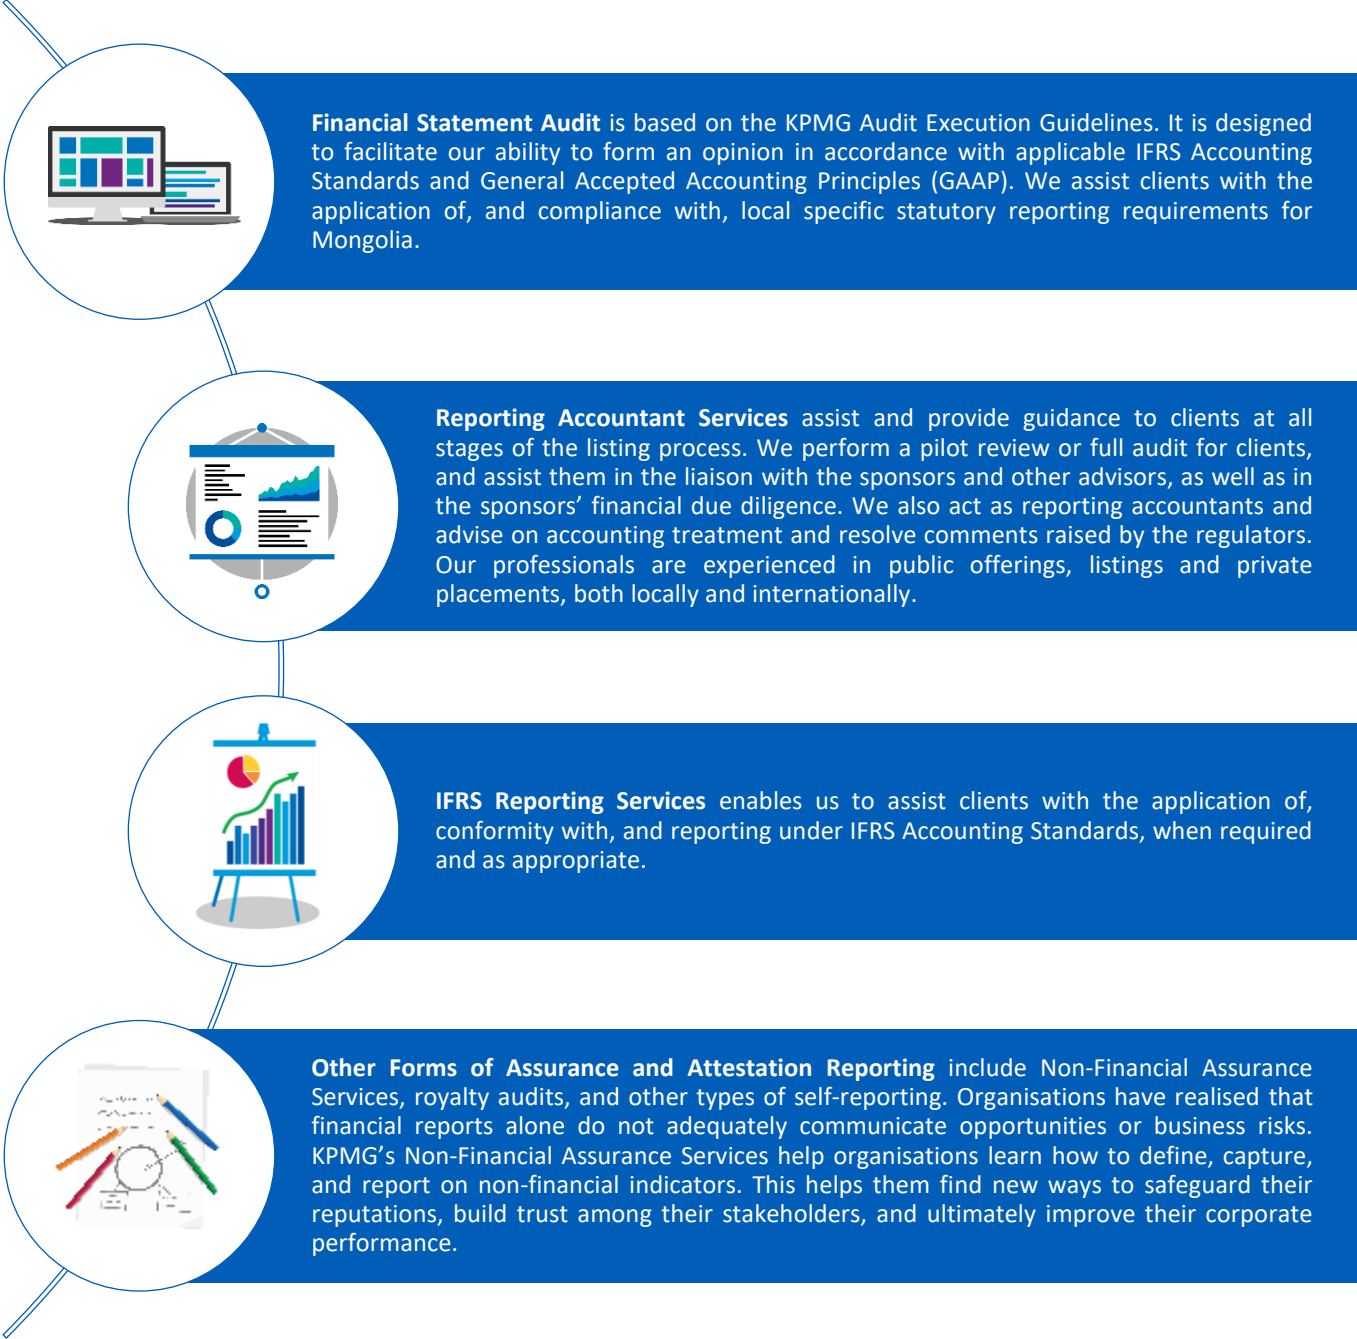 Financial Statement Audit is based on the KPMG Audit Execution Guidelines. It is designed
to facilitate our ability to form an opinion in accordance with applicable IFRS Accounting
Standards and General Accepted Accounting Principles (GAAP). We assist clients with the
application of, and compliance with, local specific statutory reporting requirements for
Mongolia.
Reporting Accountant Services assist and provide guidance to clients at all
stages of the listing process. We perform a pilot review or full audit for clients,
and assist them in the liaison with the sponsors and other advisors, as well as in
the sponsors’ financial due diligence. We also act as reporting accountants and
advise on accounting treatment and resolve comments raised by the regulators.
Our professionals are experienced in public offerings, listings and private
placements, both locally and internationally.
IFRS Reporting Services enables us to assist clients with the application of,
conformity with, and reporting under IFRS Accounting Standards, when required
and as appropriate.
Other Forms of Assurance and Attestation Reporting include Non-Financial Assurance
Services, royalty audits, and other types of self-reporting. Organisations have realised that
financial reports alone do not adequately communicate opportunities or business risks.
KPMG’s Non-Financial Assurance Services help organisations learn how to define, capture,
and report on non-financial indicators. This helps them find new ways to safeguard their
reputations, build trust among their stakeholders, and ultimately improve their corporate
performance.